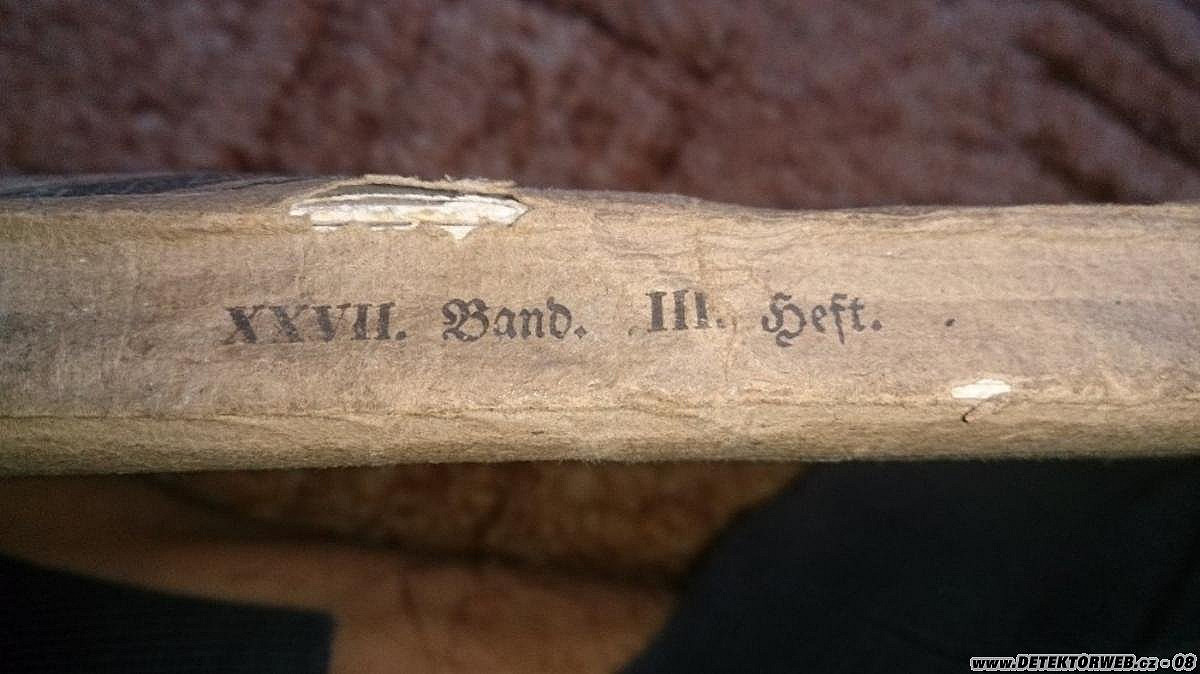 XXVII. Band. III. Heft.
www.DETEKTORWEB.cz - 08